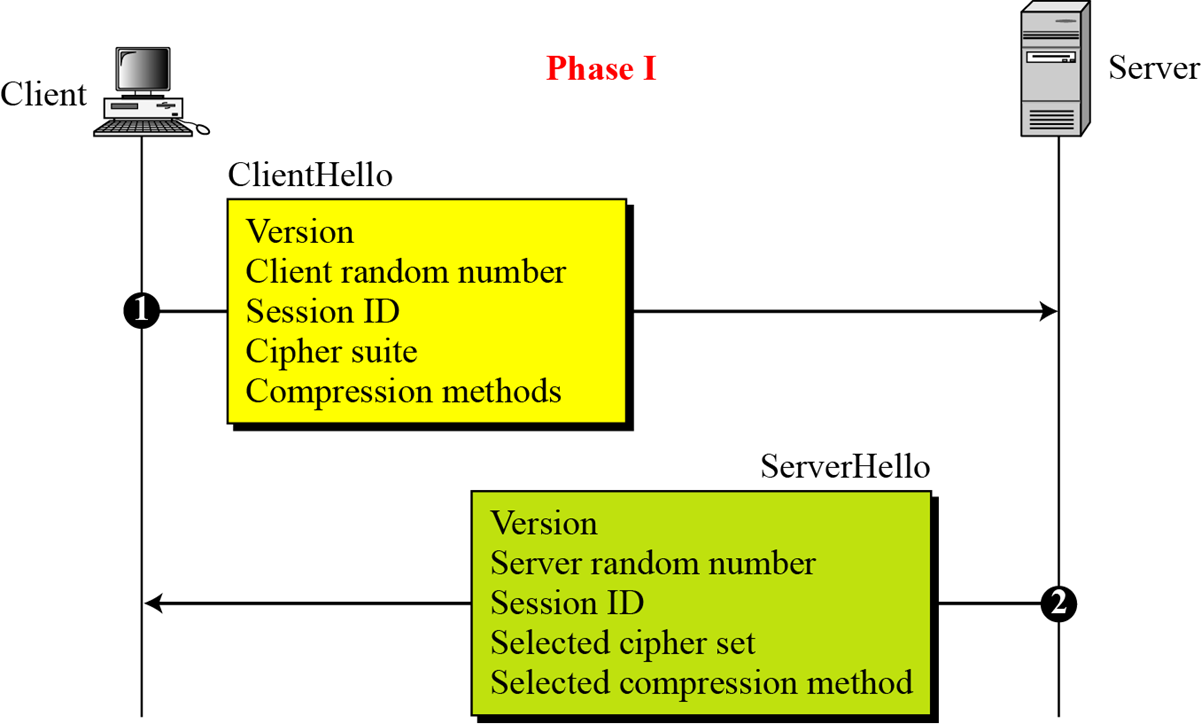 Phase I
Client
Server
ClientHello
Version
Client random number
1
Session ID
Cipher suite
Compression methods
ServerHello
Version
Server random number
Session ID
2
Selected cipher set
Selected compression method